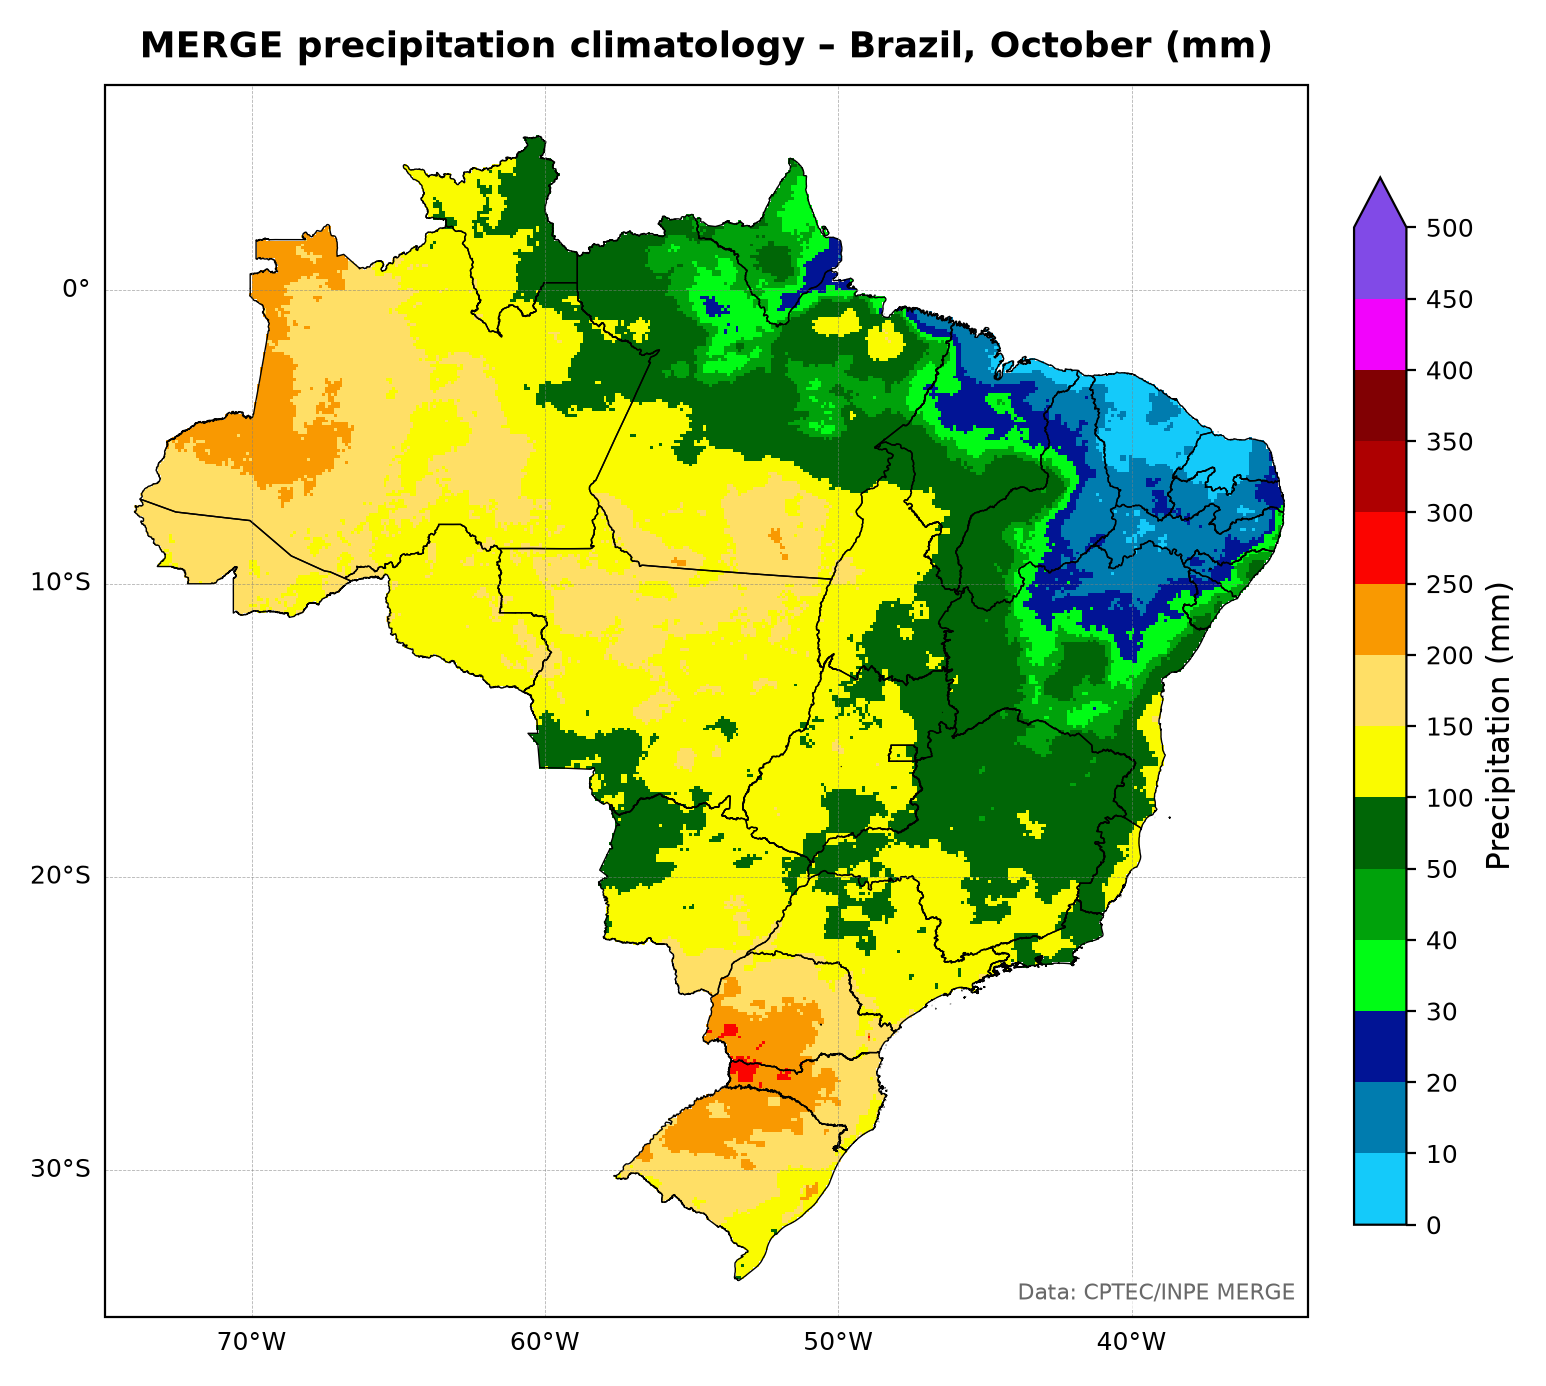 MERGE precipitation climatology – Brazil, October (mm)
0°
10°S
20°S
30°S
70°W
60°W
50°W
40°W
Data: CPTEC/INPE MERGE
500
450
400
350
300
250
200
150
100
50
40
30
20
10
0
Precipitation (mm)